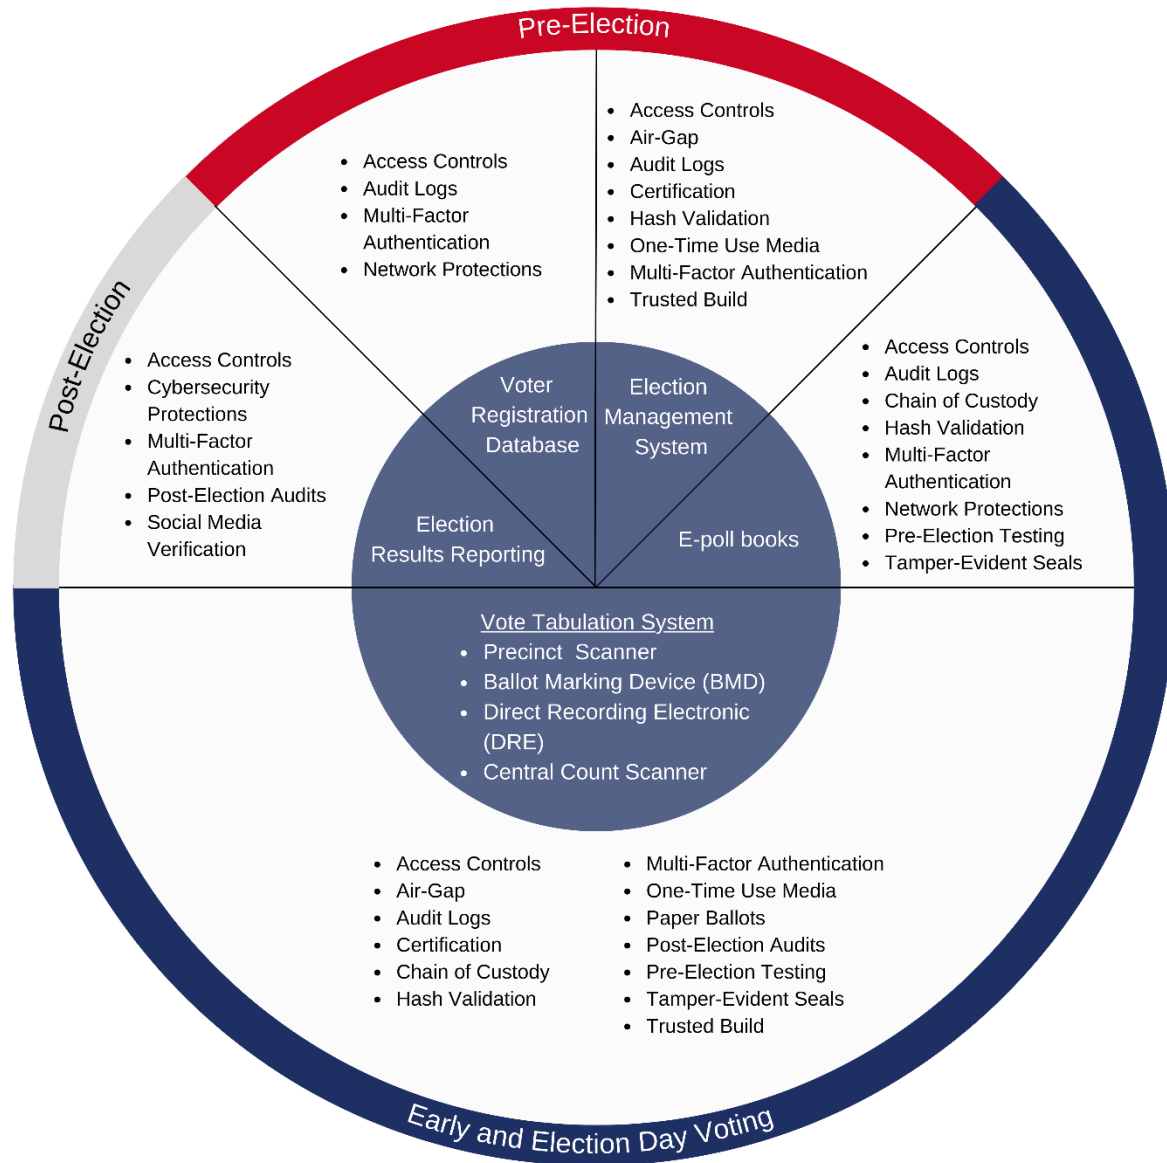 Pre-Election
• Access Controls
• Audit Logs
• Multi-Factor
Authentication
• Network Protections
• Access Controls
• Air-Gap
• Audit Logs
• Certification
• Hash Validation
• One-Time Use Media
• Multi-Factor Authentication
• Trusted Build
Post-Election
• Access Controls
• Cybersecurity
Protections
• Multi-Factor
Authentication
• Post-Election Audits
• Social Media
Verification
• Access Controls
• Audit Logs
• Chain of Custody
• Hash Validation
• Multi-Factor
Authentication
• Network Protections
• Pre-Election Testing
• Tamper-Evident Seals
Voter
Registration
Database
Election
Management
System
Election
Results Reporting
E-poll books
Vote Tabulation System
• Precinct Scanner
• Ballot Marking Device (BMD)
• Direct Recording Electronic
(DRE)
• Central Count Scanner
• Access Controls
• Air-Gap
• Audit Logs
• Certification
• Chain of Custody
• Hash Validation
• Multi-Factor Authentication
• One-Time Use Media
• Paper Ballots
• Post-Election Audits
• Pre-Election Testing
• Tamper-Evident Seals
• Trusted Build
Early and Election Day Voting